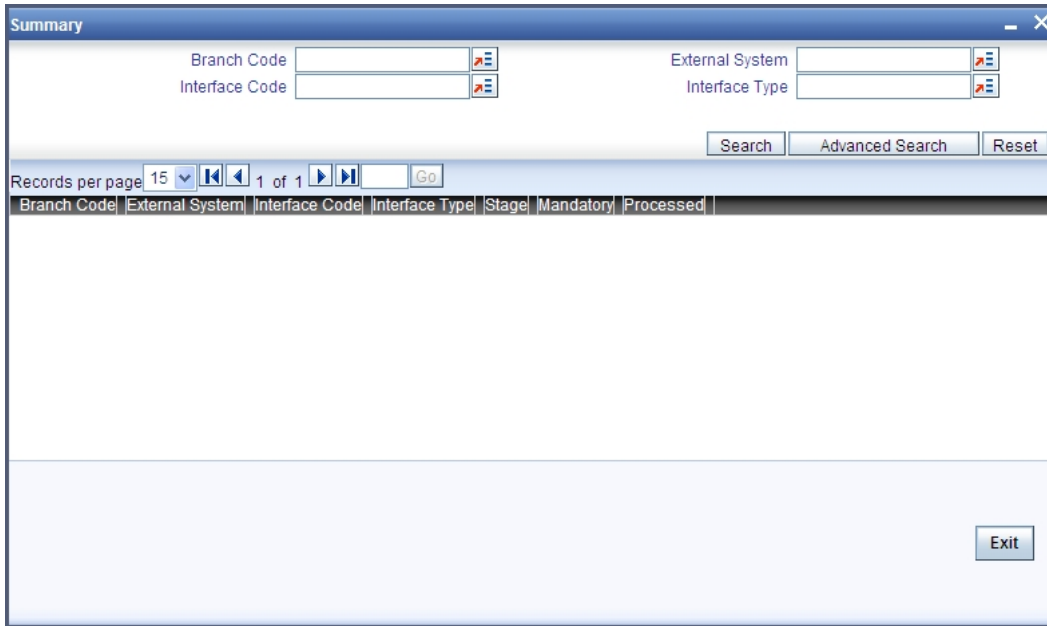 Summary
Branch Code
External System
Interface Code
Interface Type
Search Advanced Search Reset
Records per page 15 1 of 1 Go
Branch Code External System Interface Code Interface Type Stage Mandatory Processed
Exit